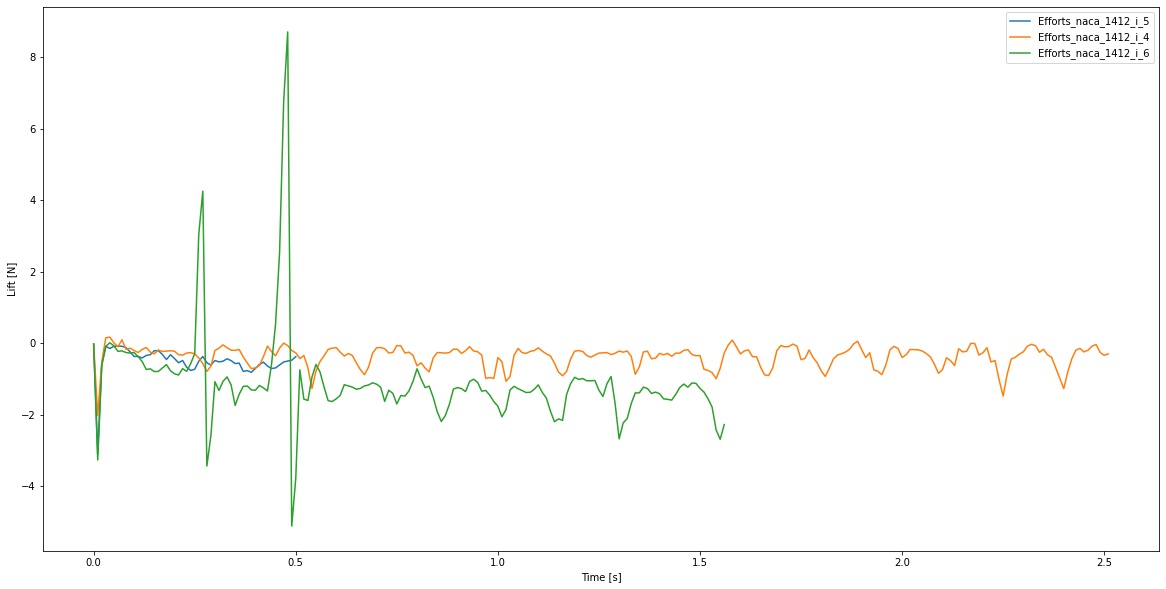 Efforts_naca_1412_i_5
Efforts_naca_1412_i_4
Efforts_naca_1412_i_6
8
6
4
2
0
−2
−4
Lift [N]
0.0 0.5 1.0 1.5 2.0 2.5
Time [s]